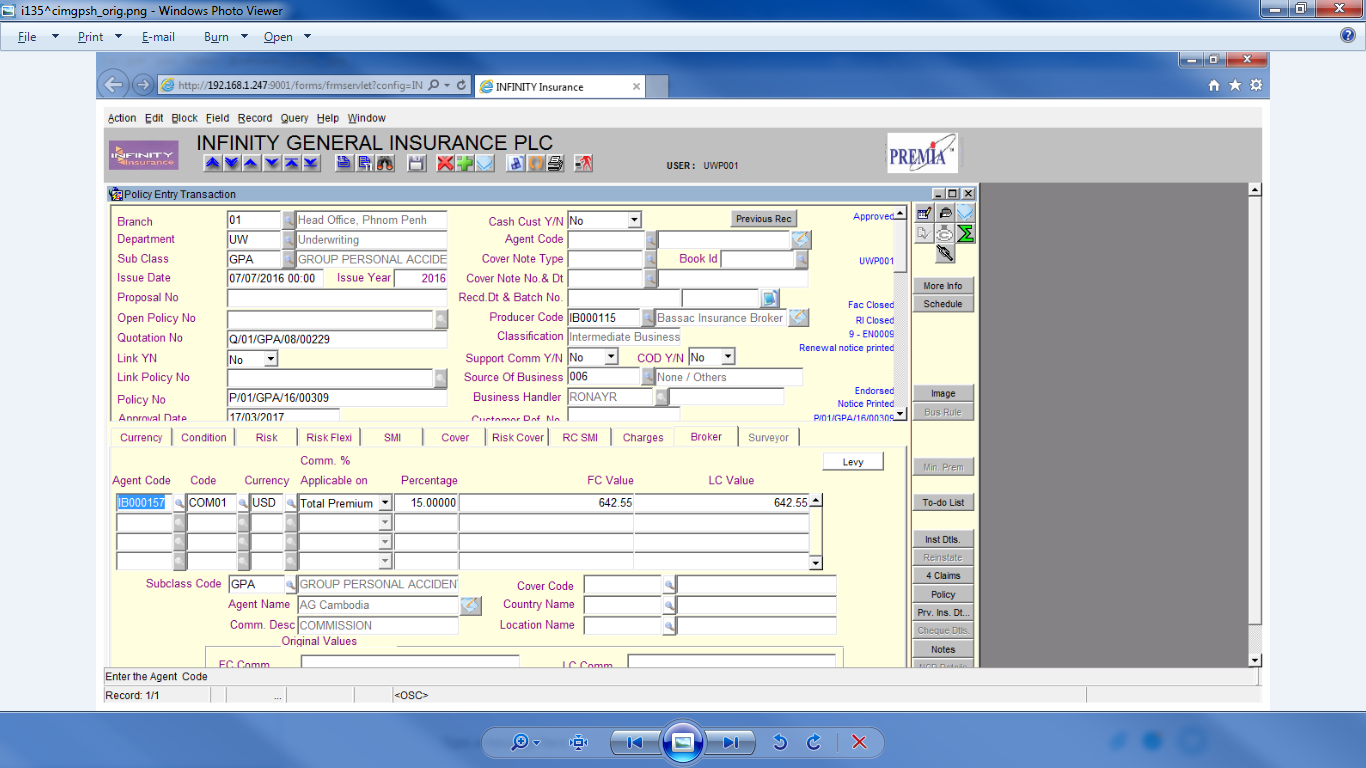 i135^cimgpsh_orig.png - Windows Photo Viewer
File Print E-mail Burn Open
http://192.168.1.247:9001/forms/frmservlet?config=IN INFINITY Insurance
Action Edit Block Field Record Query Help Window
INFINITY Insurance INFINITY GENERAL INSURANCE PLC PREMIA™
USER: UWP001
Policy Entry Transaction
Branch 01 Head Office, Phnom Penh Cash Cust Y/N No Previous Rec Approved
Department UW Underwriting Agent Code
Sub Class GPA GROUP PERSONAL ACCIDE Cover Note Type Book Id UWP001
Issue Date 07/07/2016 00:00 Issue Year 2016 Cover Note No.& Dt More Info
Proposal No Recd.Dt & Batch No. Fac Closed Schedule
Open Policy No Producer Code IB000115 Bassac Insurance Broker RI Closed
Quotation No Q/01/GPA/08/00229 Classification Intermediate Business 9 - EN0009
Renewal notice printed
Link YN No Support Comm Y/N No COD Y/N No
Link Policy No Source Of Business 006 None / Others
Policy No P/01/GPA/16/00309 Business Handler RONAYR Endorsed Image
Notice Printed Bus Rule
Approval Date 17/03/2017 Customer Ref. No P/01/GPA/16/00309
Currency Condition Risk Risk Flexi SMI Cover Risk Cover RC SMI Charges Broker Surveyor
Comm. % Levy Min. Prem
Agent Code Code Currency Applicable on Percentage FC Value LC Value
IB000157 COM01 USD Total Premium 15.00000 642.55 642.55 To-do List
Inst Dtls.
Reinstate
Subclass Code GPA GROUP PERSONAL ACCIDEN Cover Code 4 Claims
Policy
Agent Name AG Cambodia Country Name Prv. Ins. Dt...
Comm. Desc COMMISSION Location Name Cheque Dtls.
Original Values Notes
FC Comm LC Comm NCB Details
Enter the Agent Code
Record: 1/1 ... <OSC>